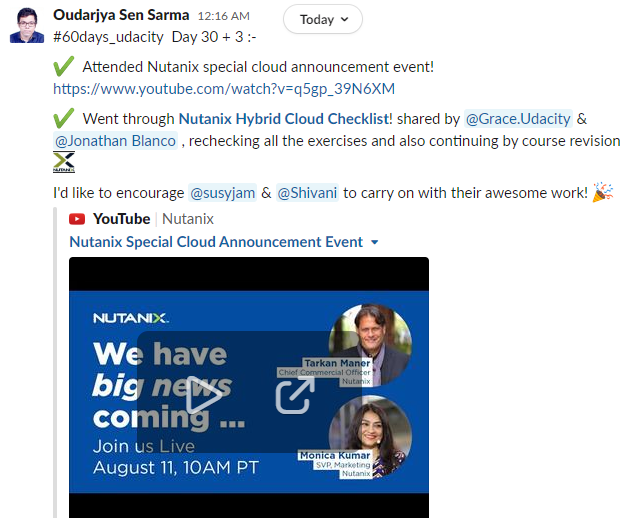 Oudarjya Sen Sarma 12:16 AM
Today
#60days_udacity Day 30 + 3 :-
Attended Nutanix special cloud announcement event!
https://www.youtube.com/watch?v=q5gp_39N6XM
Went through Nutanix Hybrid Cloud Checklist! shared by @Grace.Udacity &
@Jonathan Blanco , rechecking all the exercises and also continuing by course revision
NUTANIX
I'd like to encourage @susyjam & @Shivani to carry on with their awesome work!
YouTube Nutanix
Nutanix Special Cloud Announcement Event
NUTANIX
We have
big news
coming ...
Join us Live
August 11, 10AM PT
Tarkan Maner
Chief Commercial Officer
Nutanix
Monica Kumar
SVP, Marketing
Nutanix